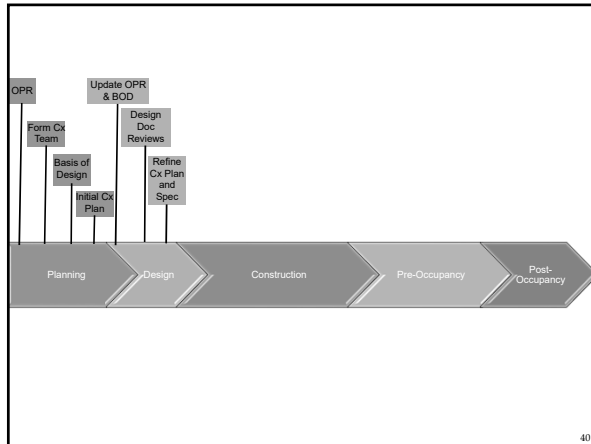 OPR
Form Cx
Team
Basis of
Design
Initial Cx
Plan
Update OPR
& BOD
Design
Doc
Reviews
Refine
Cx Plan
and
Spec
Planning
Design
Construction
Pre-Occupancy
Post-
Occupancy
40